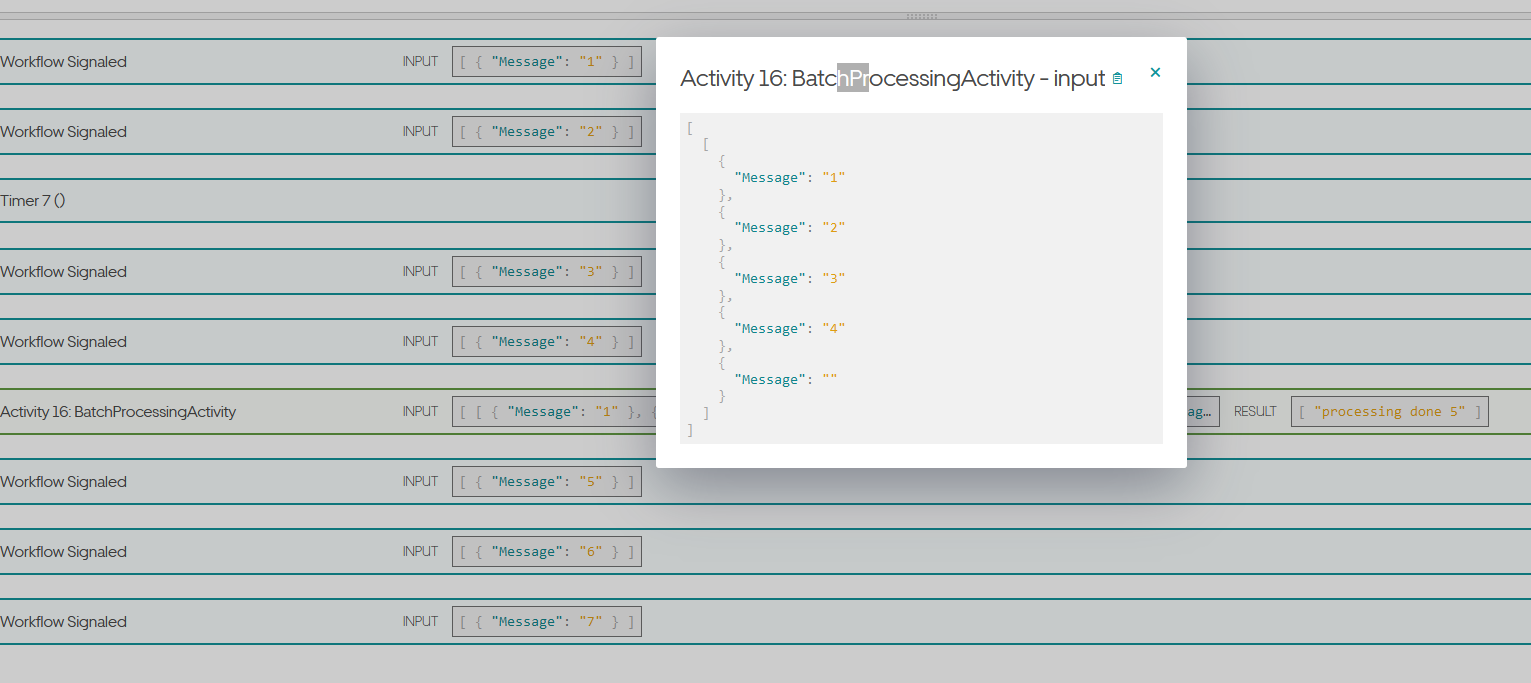 Workflow Signaled INPUT [ { "Message": "1" } ]
Workflow Signaled INPUT [ { "Message": "2" } ]
Timer 7 ()
Workflow Signaled INPUT [ { "Message": "3" } ]
Workflow Signaled INPUT [ { "Message": "4" } ]
Activity 16: BatchProcessingActivity INPUT [ [ { "Message": "1" }, { ag... RESULT [ "processing done 5" ]
Workflow Signaled INPUT [ { "Message": "5" } ]
Workflow Signaled INPUT [ { "Message": "6" } ]
Workflow Signaled INPUT [ { "Message": "7" } ]
Activity 16: BatchProcessingActivity - input
[
[
{
"Message": "1"
},
{
"Message": "2"
},
{
"Message": "3"
},
{
"Message": "4"
},
{
"Message": ""
}
]
]